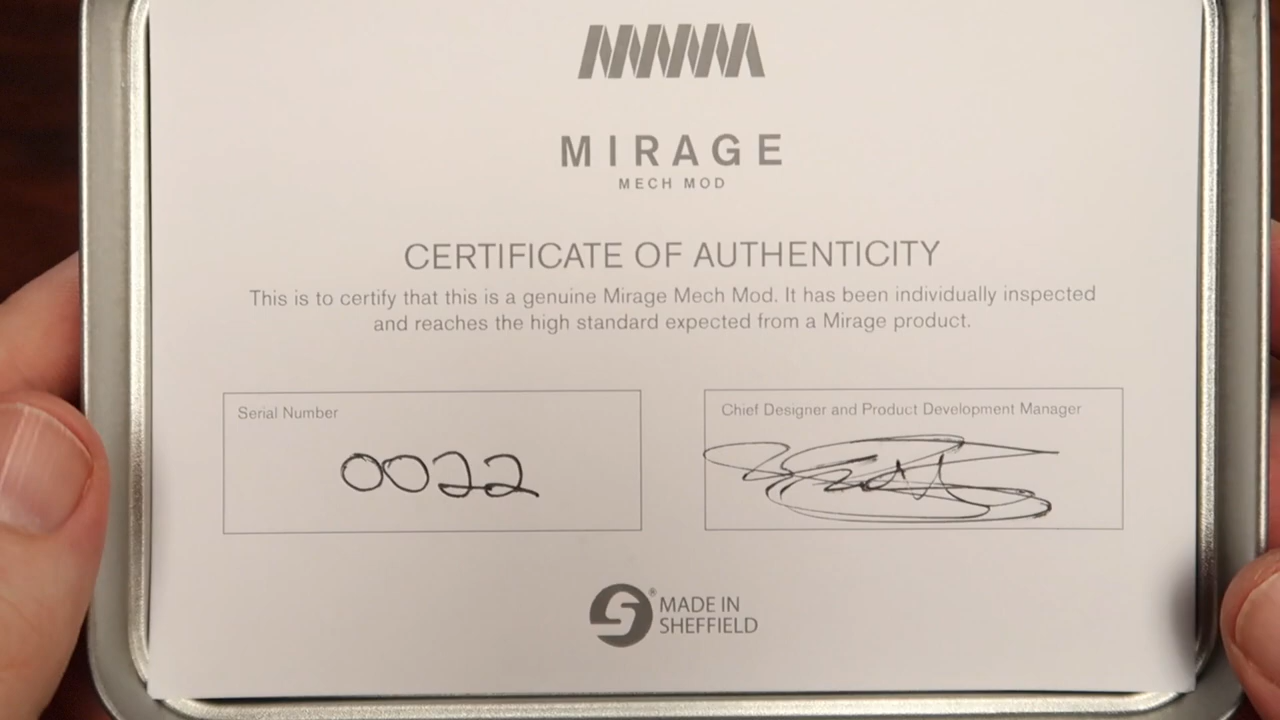 MIRAGE
MECH MOD
CERTIFICATE OF AUTHENTICITY
This is to certify that this is a genuine Mirage Mech Mod. It has been individually inspected
and reaches the high standard expected from a Mirage product.
Serial Number
0022
Chief Designer and Product Development Manager
® MADE IN
SHEFFIELD